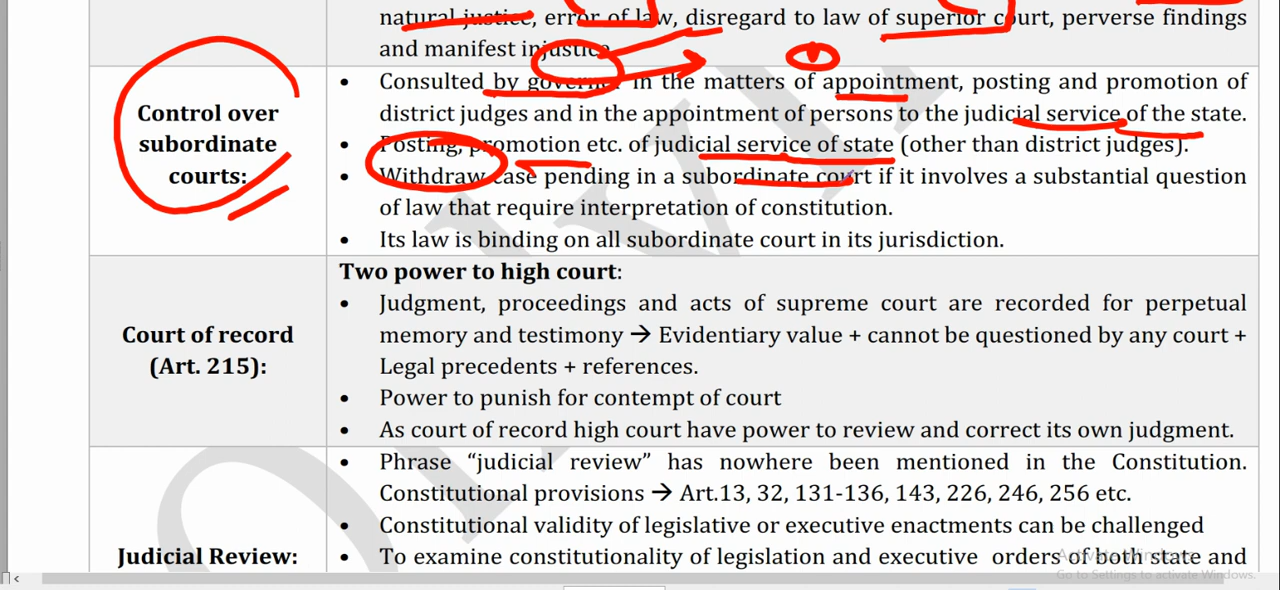 natural justice, error of law, disregard to law of superior court, perverse findings
and manifest injustice.
Control over
subordinate
courts:
• Consulted by governor in the matters of appointment, posting and promotion of
district judges and in the appointment of persons to the judicial service of the state.
• Posting, promotion etc. of judicial service of state (other than district judges).
• Withdraw case pending in a subordinate court if it involves a substantial question
of law that require interpretation of constitution.
• Its law is binding on all subordinate court in its jurisdiction.
Court of record
(Art. 215):
Two power to high court:
• Judgment, proceedings and acts of supreme court are recorded for perpetual
memory and testimony → Evidentiary value + cannot be questioned by any court +
Legal precedents + references.
• Power to punish for contempt of court
• As court of record high court have power to review and correct its own judgment.
Judicial Review:
• Phrase “judicial review” has nowhere been mentioned in the Constitution.
Constitutional provisions → Art.13, 32, 131-136, 143, 226, 246, 256 etc.
• Constitutional validity of legislative or executive enactments can be challenged
• To examine constitutionality of legislation and executive orders of both state and
Activate Windows
Go to Settings to activate Windows.